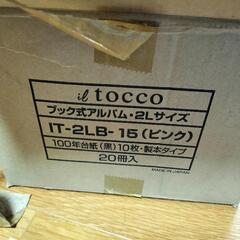 il tocco
ブック式アルバム・2Lサイズ
IT-2LB-15(ピンク)
100年台紙(黒)10枚・製本タイプ
20冊入
MADE IN JAPAN